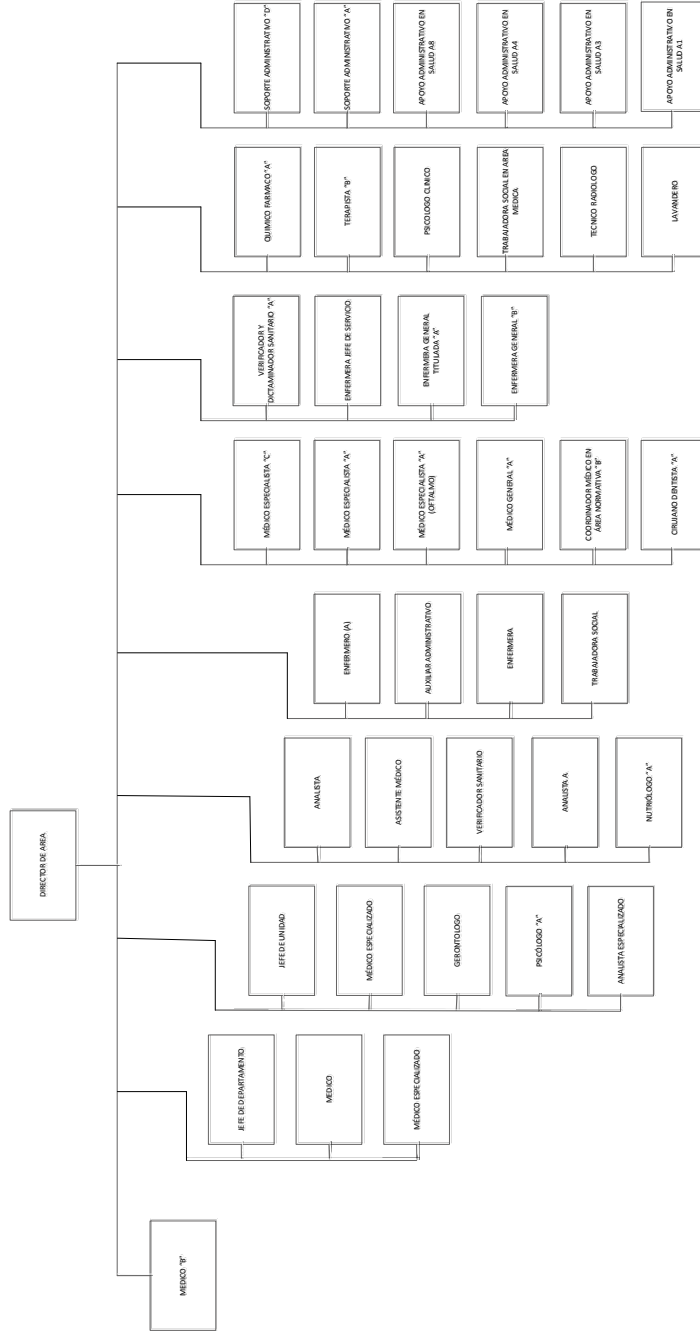 DIRECTOR DE AREA
MEDICO "B"
JEFE DE DEPARTAMENTO
MEDICO
MÉDICO ESPECIALIZADO
JEFE DE UNIDAD
MÉDICO ESPECIALIZADO
GERONTOLOGO
PSICÓLOGO "A"
ANALISTA ESPECIALIZADO
ANALISTA
ASISTENTE MÉDICO
VERIFICADOR SANITARIO
ANALISTA A
NUTRIÓLOGO "A"
ENFERMERO (A)
AUXILIAR ADMINISTRATIVO
ENFERMERA
TRABAJADORA SOCIAL
MÉDICO ESPECIALISTA "C"
MÉDICO ESPECIALISTA "A"
MÉDICO ESPECIALISTA "A"
(OFTALMO)
MÉDICO GENERAL "A"
COORDINADOR MÉDICO EN
ÁREA NORMATIVA "B"
CIRUJANO DENTISTA "A"
VERIFICADOR Y
DICTAMINADOR SANITARIO "A"
ENFERMERA JEFE DE SERVICIO
ENFERMERA GENERAL
TITULADA "A"
ENFERMERA GENERAL "B"
QUIMICO FARMACO "A"
TERAPISTA "B"
PSICOLOGO CLINICO
TRABAJADORA SOCIAL EN AREA
MEDICA
TECNICO RADIOLOGO
LAVANDERO
SOPORTE ADMINISTRATIVO "D"
SOPORTE ADMINISTRATIVO "A"
APOYO ADMINISTRATIVO EN
SALUD A8
APOYO ADMINISTRATIVO EN
SALUD A4
APOYO ADMINISTRATIVO EN
SALUD A3
APOYO ADMINISTRATIVO EN
SALUD A1